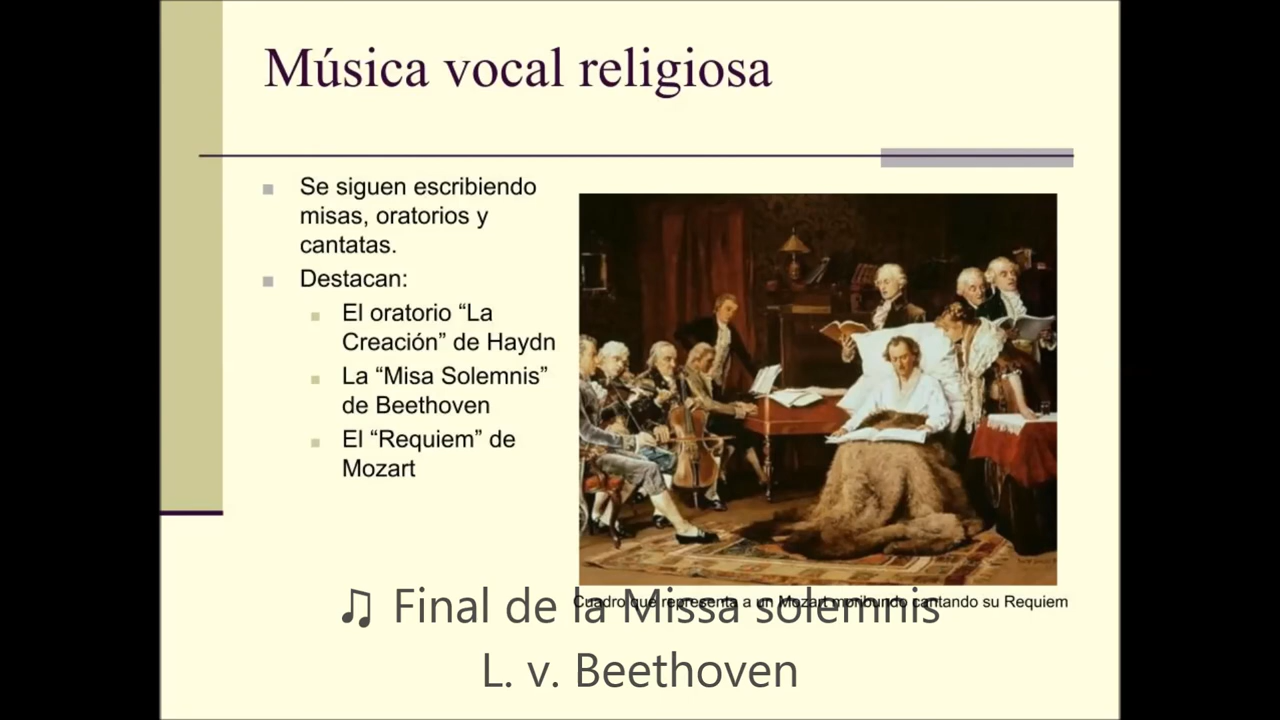 Música vocal religiosa
Se siguen escribiendo
misas, oratorios y
cantatas.
Destacan:
El oratorio “La
Creación” de Haydn
La “Misa Solemnis”
de Beethoven
El “Requiem” de
Mozart
Cuadro que representa a un Mozart moribundo cantando su Requiem
♫ Final de la Missa solemnis
L. v. Beethoven